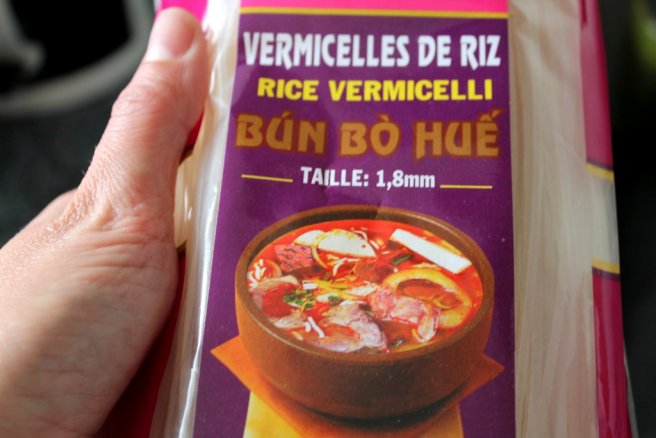 VERMICELLES DE RIZ
RICE VERMICELLI
BÚN BÒ HUẾ
TAILLE: 1,8mm